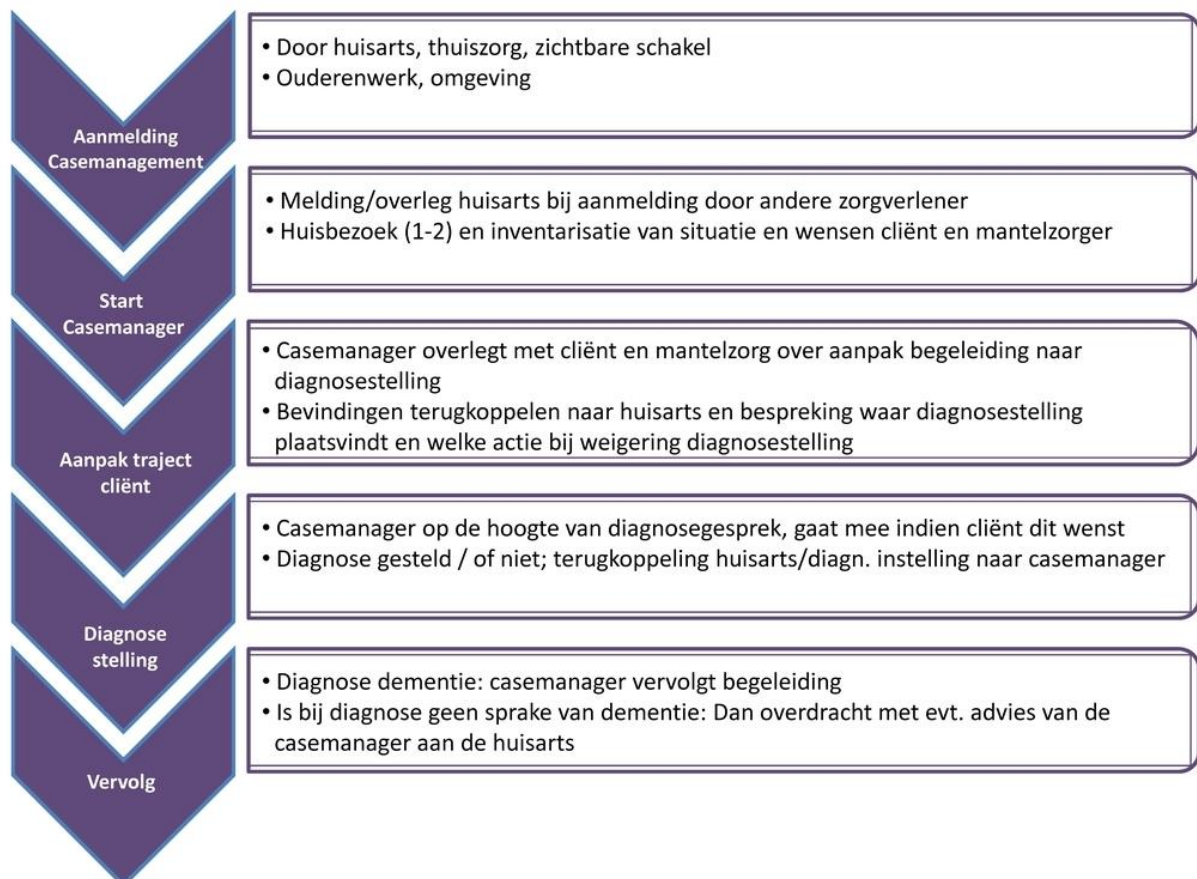 Aanmelding
Casemanagement
• Door huisarts, thuiszorg, zichtbare schakel
• Ouderenwerk, omgeving
Start
Casemanager
• Melding/overleg huisarts bij aanmelding door andere zorgverlener
• Huisbezoek (1-2) en inventarisatie van situatie en wensen cliënt en mantelzorger
Aanpak traject
cliënt
• Casemanager overlegt met cliënt en mantelzorg over aanpak begeleiding naar
diagnosestelling
• Bevindingen terugkoppelen naar huisarts en bespreking waar diagnosestelling
plaatsvindt en welke actie bij weigering diagnosestelling
Diagnose
stelling
• Casemanager op de hoogte van diagnosegesprek, gaat mee indien cliënt dit wenst
• Diagnose gesteld / of niet; terugkoppeling huisarts/diagn. instelling naar casemanager
Vervolg
• Diagnose dementie: casemanager vervolgt begeleiding
• Is bij diagnose geen sprake van dementie: Dan overdracht met evt. advies van de
casemanager aan de huisarts